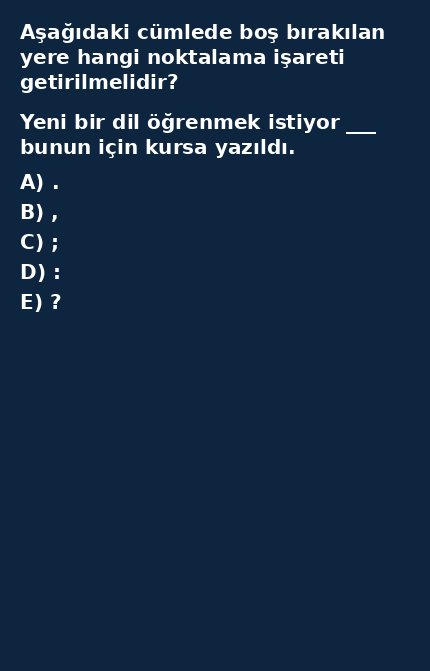 Aşağıdaki cümlede boş bırakılan
yere hangi noktalama işareti
getirilmelidir?
Yeni bir dil öğrenmek istiyor ___
bunun için kursa yazıldı.
A) .
B) ,
C) ;
D) :
E) ?